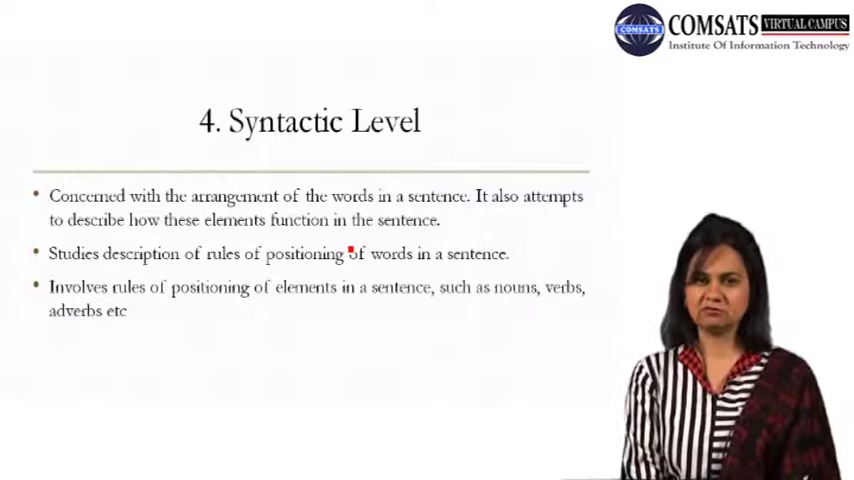 COMSATS
COMSATS VIRTUAL CAMPUS
Institute Of Information Technology
4. Syntactic Level
• Concerned with the arrangement of the words in a sentence. It also attempts
to describe how these elements function in the sentence.
• Studies description of rules of positioning of words in a sentence.
• Involves rules of positioning of elements in a sentence, such as nouns, verbs,
adverbs etc